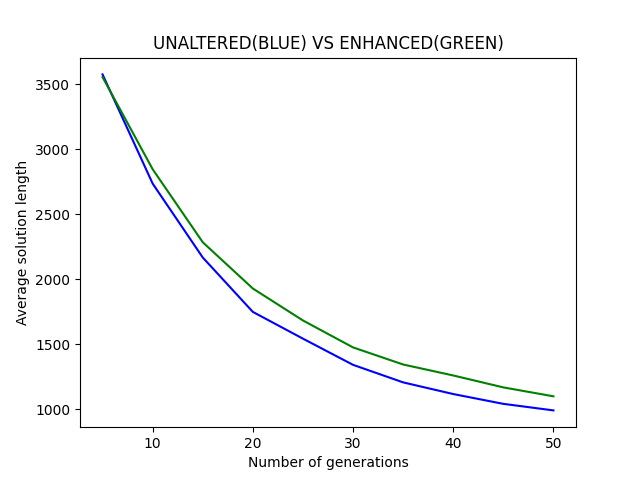 UNALTERED(BLUE) VS ENHANCED(GREEN)
3500
3000
2500
2000
1500
1000
Average solution length
10 20 30 40 50
Number of generations